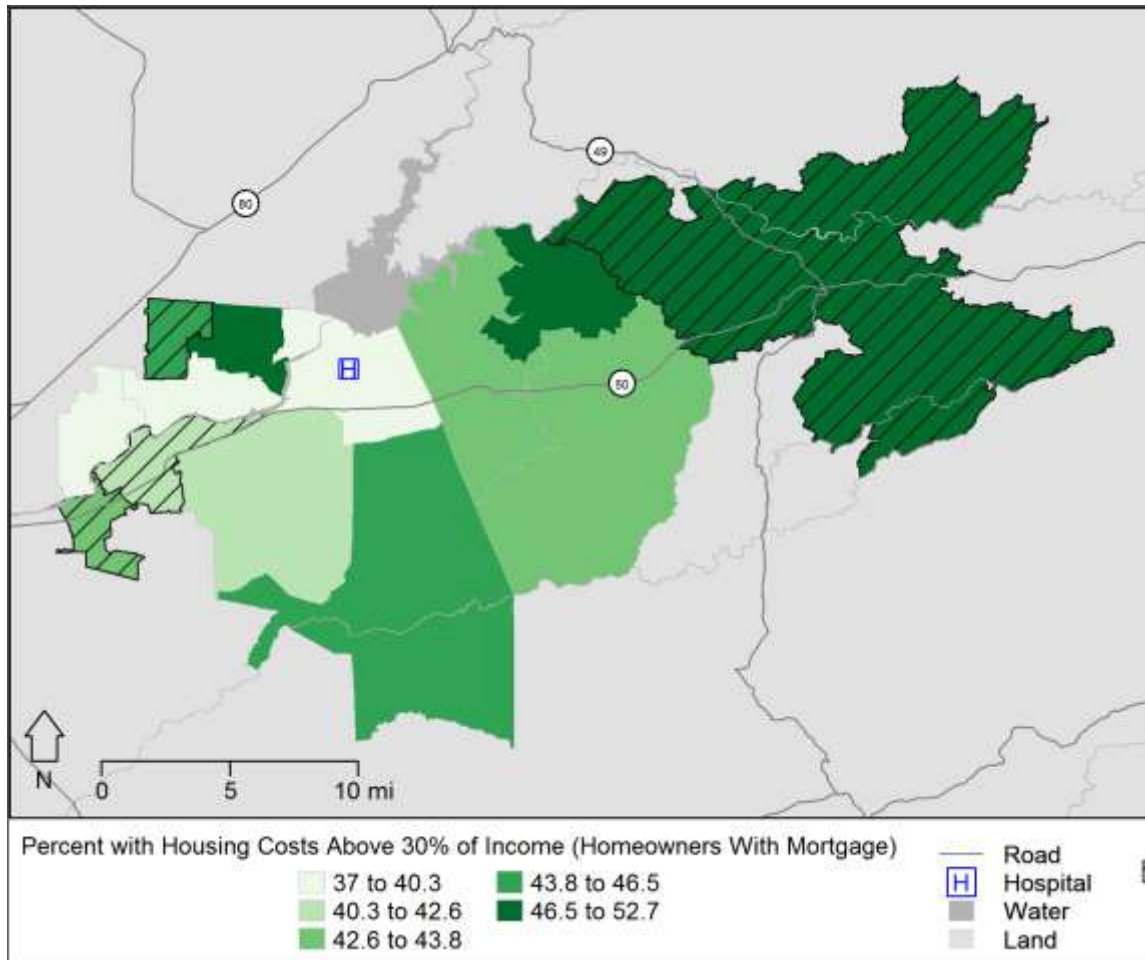 49
80
50
H
N
0 5 10 mi
Percent with Housing Costs Above 30% of Income (Homeowners With Mortgage)
37 to 40.3
40.3 to 42.6
42.6 to 43.8
43.8 to 46.5
46.5 to 52.7
Road
H Hospital
Water
Land